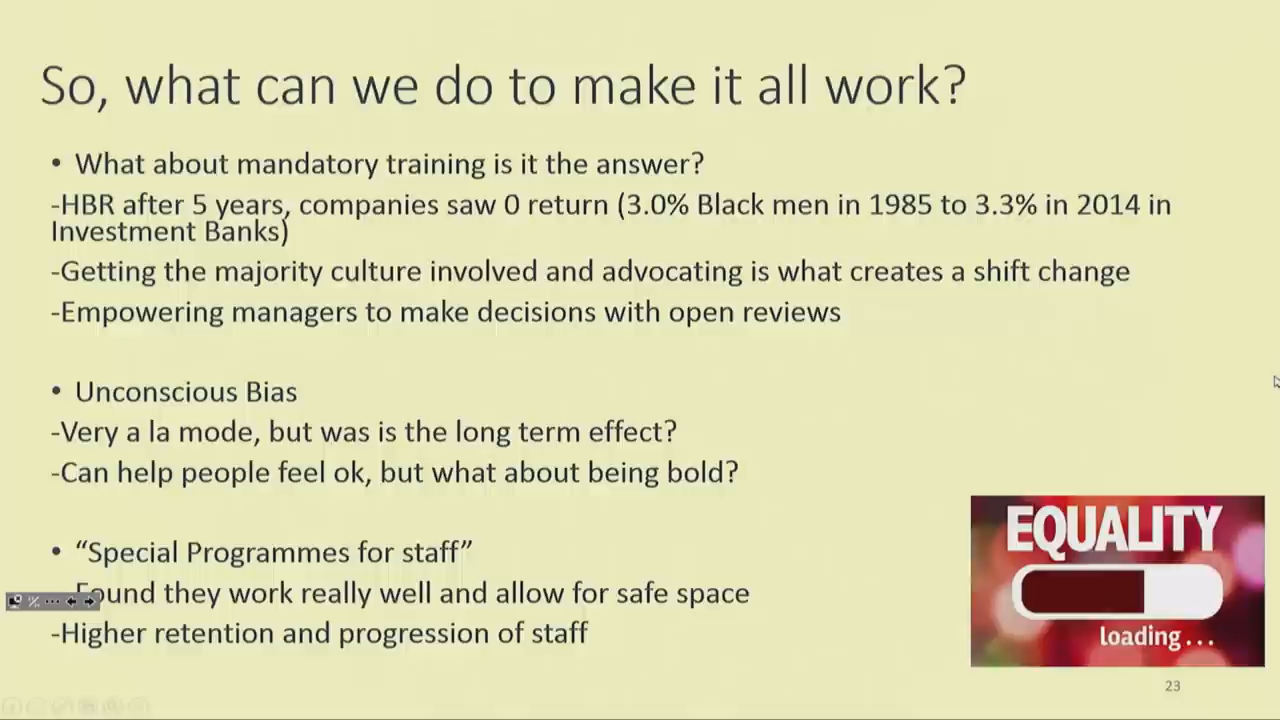 So, what can we do to make it all work?
• What about mandatory training is it the answer?
-HBR after 5 years, companies saw 0 return (3.0% Black men in 1985 to 3.3% in 2014 in
Investment Banks)
-Getting the majority culture involved and advocating is what creates a shift change
-Empowering managers to make decisions with open reviews
• Unconscious Bias
-Very a la mode, but was is the long term effect?
-Can help people feel ok, but what about being bold?
• “Special Programmes for staff”
Found they work really well and allow for safe space
-Higher retention and progression of staff
EQUALITY
loading...
23